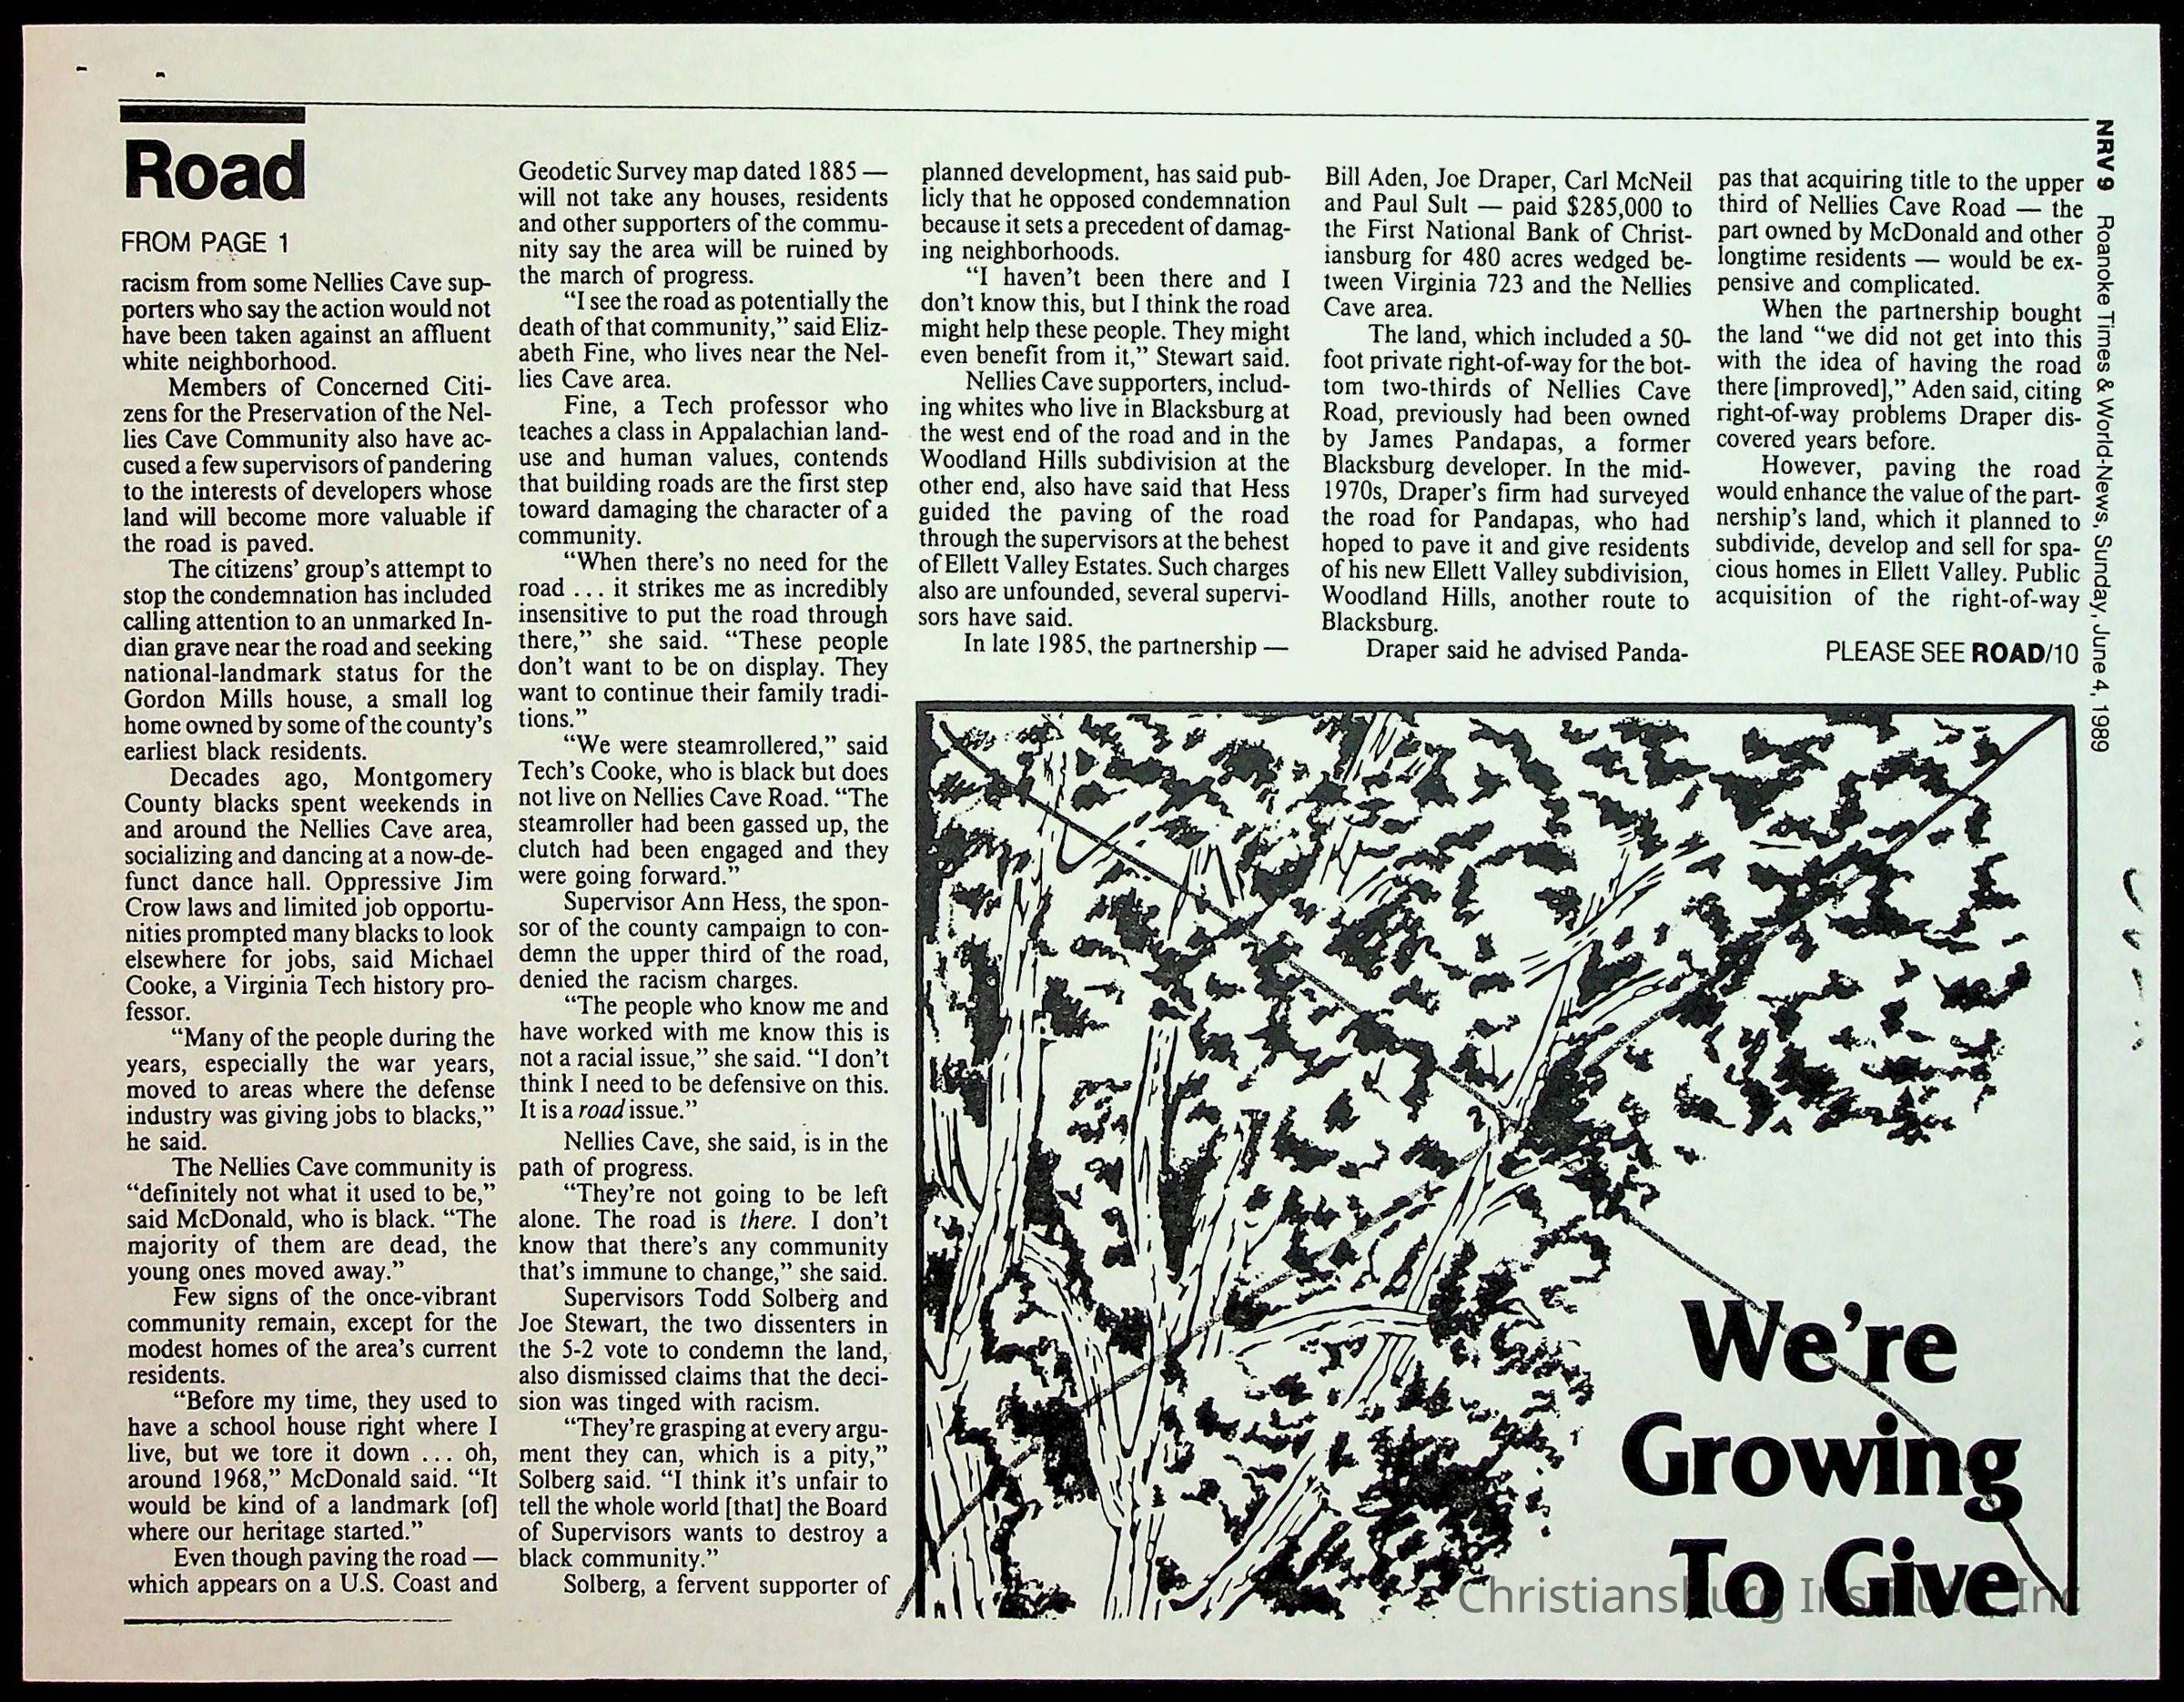 Road
FROM PAGE 1
racism from some Nellies Cave sup-
porters who say the action would not
have been taken against an affluent
white neighborhood.
Members of Concerned Citi-
zens for the Preservation of the Nel-
lies Cave Community also have ac-
cused a few supervisors of pandering
to the interests of developers whose
land will become more valuable if
the road is paved.
The citizens' group's attempt to
stop the condemnation has included
calling attention to an unmarked In-
dian grave near the road and seeking
national-landmark status for the
Gordon Mills house, a small log
home owned by some of the county's
earliest black residents.
Decades ago, Montgomery
County blacks spent weekends in
and around the Nellies Cave area,
socializing and dancing at a now-de-
funct dance hall. Oppressive Jim
Crow laws and limited job opportu-
nities prompted many blacks to look
elsewhere for jobs, said Michael
Cooke, a Virginia Tech history pro-
fessor.
“Many of the people during the
years, especially the war years,
moved to areas where the defense
industry was giving jobs to blacks,”
he said.
The Nellies Cave community is
“definitely not what it used to be,”
said McDonald, who is black. “The
majority of them are dead, the
young ones moved away.”
Few signs of the once-vibrant
community remain, except for the
modest homes of the area's current
residents.
“Before my time, they used to
have a school house right where I
live, but we tore it down ... oh,
around 1968,” McDonald said. “It
would be kind of a landmark [of]
where our heritage started.”
Even though paving the road —
which appears on a U.S. Coast and
Geodetic Survey map dated 1885 —
will not take any houses, residents
and other supporters of the commu-
nity say the area will be ruined by
the march of progress.
“I see the road as potentially the
death of that community,” said Eliz-
abeth Fine, who lives near the Nel-
lies Cave area.
Fine, a Tech professor who
teaches a class in Appalachian land-
use and human values, contends
that building roads are the first step
toward damaging the character of a
community.
“When there's no need for the
road ... it strikes me as incredibly
insensitive to put the road through
there,” she said. “These people
don't want to be on display. They
want to continue their family tradi-
tions.”
“We were steamrollered,” said
Tech's Cooke, who is black but does
not live on Nellies Cave Road. “The
steamroller had been gassed up, the
clutch had been engaged and they
were going forward.”
Supervisor Ann Hess, the spon-
sor of the county campaign to con-
demn the upper third of the road,
denied the racism charges.
“The people who know me and
have worked with me know this is
not a racial issue,” she said. “I don't
think I need to be defensive on this.
It is a road issue.”
Nellies Cave, she said, is in the
path of progress.
“They're not going to be left
alone. The road is there. I don't
know that there's any community
that's immune to change,” she said.
Supervisors Todd Solberg and
Joe Stewart, the two dissenters in
the 5-2 vote to condemn the land,
also dismissed claims that the deci-
sion was tinged with racism.
“They're grasping at every argu-
ment they can, which is a pity,”
Solberg said. “I think it's unfair to
tell the whole world [that] the Board
of Supervisors wants to destroy a
black community.”
Solberg, a fervent supporter of
planned development, has said pub-
licly that he opposed condemnation
because it sets a precedent of damag-
ing neighborhoods.
“I haven't been there and I
don't know this, but I think the road
might help these people. They might
even benefit from it,” Stewart said.
Nellies Cave supporters, includ-
ing whites who live in Blacksburg at
the west end of the road and in the
Woodland Hills subdivision at the
other end, also have said that Hess
guided the paving of the road
through the supervisors at the behest
of Ellett Valley Estates. Such charges
also are unfounded, several supervi-
sors have said.
In late 1985, the partnership —
Bill Aden, Joe Draper, Carl McNeil
and Paul Sult — paid $285,000 to
the First National Bank of Christ-
iansburg for 480 acres wedged be-
tween Virginia 723 and the Nellies
Cave area.
The land, which included a 50-
foot private right-of-way for the bot-
tom two-thirds of Nellies Cave
Road, previously had been owned
by James Pandapas, a former
Blacksburg developer. In the mid-
1970s, Draper's firm had surveyed
the road for Pandapas, who had
hoped to pave it and give residents
of his new Ellett Valley subdivision,
Woodland Hills, another route to
Blacksburg.
Draper said he advised Panda-
pas that acquiring title to the upper
third of Nellies Cave Road — the
part owned by McDonald and other
longtime residents — would be ex-
pensive and complicated.
When the partnership bought
the land “we did not get into this
with the idea of having the road
there [improved],” Aden said, citing
right-of-way problems Draper dis-
covered years before.
However, paving the road
would enhance the value of the part-
nership's land, which it planned to
subdivide, develop and sell for spa-
cious homes in Ellett Valley. Public
acquisition of the right-of-way
PLEASE SEE ROAD/10
NRV 9 Roanoke Times & World-News, Sunday, June 4, 1989
We're
Growing
To Give
Christiansburg Institute, Inc